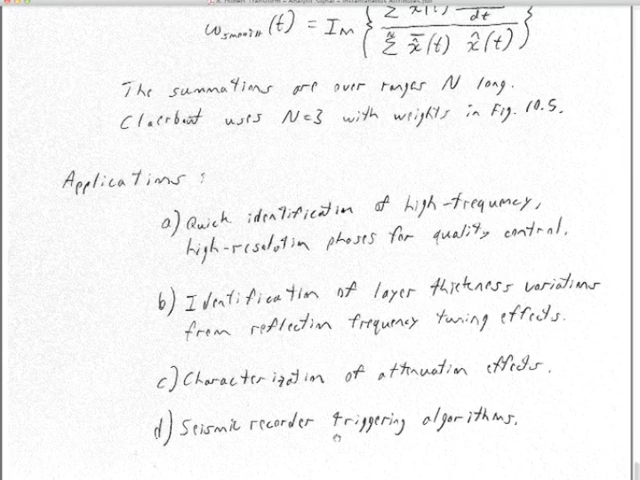 ω_smooth (t) = Im { Σ x̄(t) dt / Σ^N x̄(t) x̂(t) }
The summations are over ranges N long.
Claerbout uses N=3 with weights in Fig. 10.5.
Applications:
a) Quick identification of high-frequency,
high-resolution phases for quality control.
b) Identification of layer thickness variations
from reflection frequency tuning effects.
c) Characterization of attenuation effects.
d) Seismic recorder triggering algorithms.